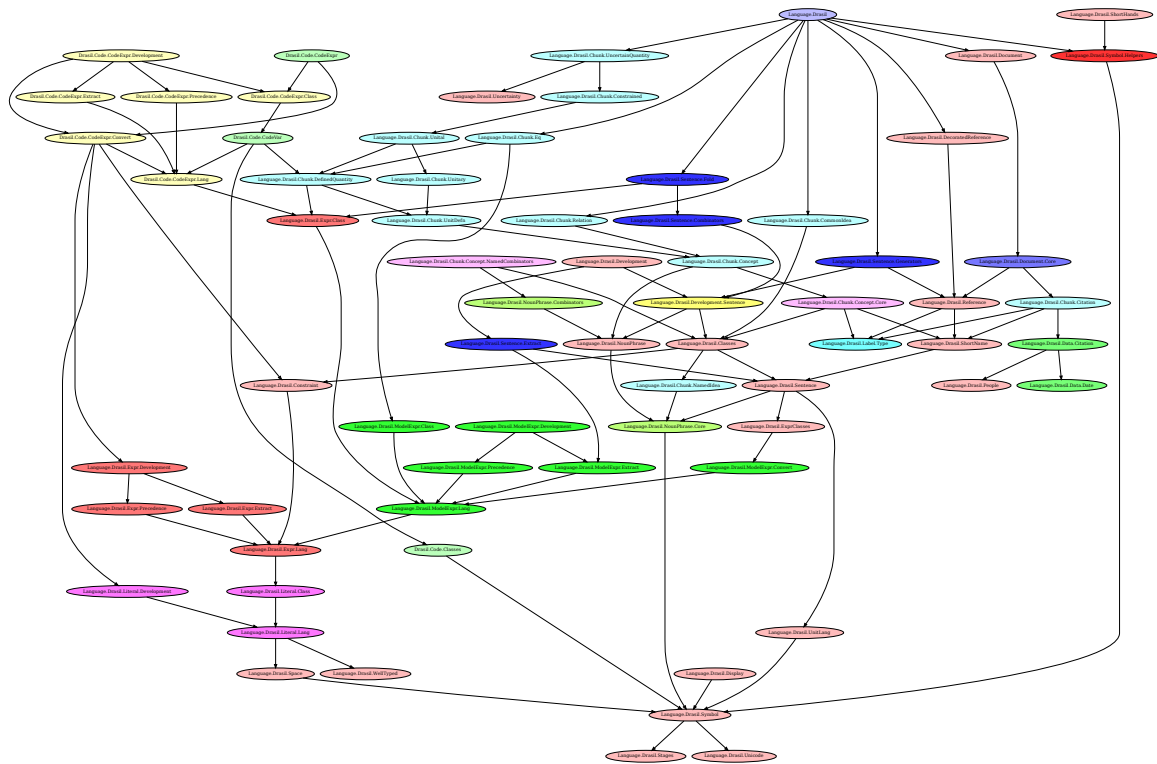 Language.Drasil
Language.Drasil.ShortHands
Drasil.Code.CodeExpr.Development
Drasil.Code.CodeExpr
Language.Drasil.Chunk.UncertainQuantity
Language.Drasil.Document
Language.Drasil.Symbol.Helpers
Drasil.Code.CodeExpr.Extract
Drasil.Code.CodeExpr.Precedence
Drasil.Code.CodeExpr.Class
Language.Drasil.Uncertainty
Language.Drasil.Chunk.Constrained
Drasil.Code.CodeExpr.Convert
Drasil.Code.CodeVar
Language.Drasil.Chunk.Unital
Language.Drasil.Chunk.Eq
Language.Drasil.DecoratedReference
Drasil.Code.CodeExpr.Lang
Language.Drasil.Chunk.DefinedQuantity
Language.Drasil.Chunk.Unitary
Language.Drasil.Sentence.Fold
Language.Drasil.Expr.Class
Language.Drasil.Chunk.UnitDefn
Language.Drasil.Chunk.Relation
Language.Drasil.Sentence.Combinators
Language.Drasil.Chunk.CommonIdea
Language.Drasil.Chunk.Concept.NamedCombinators
Language.Drasil.Development
Language.Drasil.Chunk.Concept
Language.Drasil.Sentence.Generators
Language.Drasil.Document.Core
Language.Drasil.NounPhrase.Combinators
Language.Drasil.Development.Sentence
Language.Drasil.Chunk.Concept.Core
Language.Drasil.Reference
Language.Drasil.Chunk.Citation
Language.Drasil.Sentence.Extract
Language.Drasil.NounPhrase
Language.Drasil.Classes
Language.Drasil.Label.Type
Language.Drasil.ShortName
Language.Drasil.Data.Citation
Language.Drasil.Constraint
Language.Drasil.Chunk.NamedIdea
Language.Drasil.Sentence
Language.Drasil.People
Language.Drasil.Data.Date
Language.Drasil.ModelExpr.Class
Language.Drasil.ModelExpr.Development
Language.Drasil.NounPhrase.Core
Language.Drasil.ExprClasses
Language.Drasil.Expr.Development
Language.Drasil.ModelExpr.Precedence
Language.Drasil.ModelExpr.Extract
Language.Drasil.ModelExpr.Convert
Language.Drasil.Expr.Precedence
Language.Drasil.Expr.Extract
Language.Drasil.ModelExpr.Lang
Language.Drasil.Expr.Lang
Drasil.Code.Classes
Language.Drasil.Literal.Development
Language.Drasil.Literal.Class
Language.Drasil.Literal.Lang
Language.Drasil.UnitLang
Language.Drasil.Space
Language.Drasil.WellTyped
Language.Drasil.Display
Language.Drasil.Symbol
Language.Drasil.Stages
Language.Drasil.Unicode